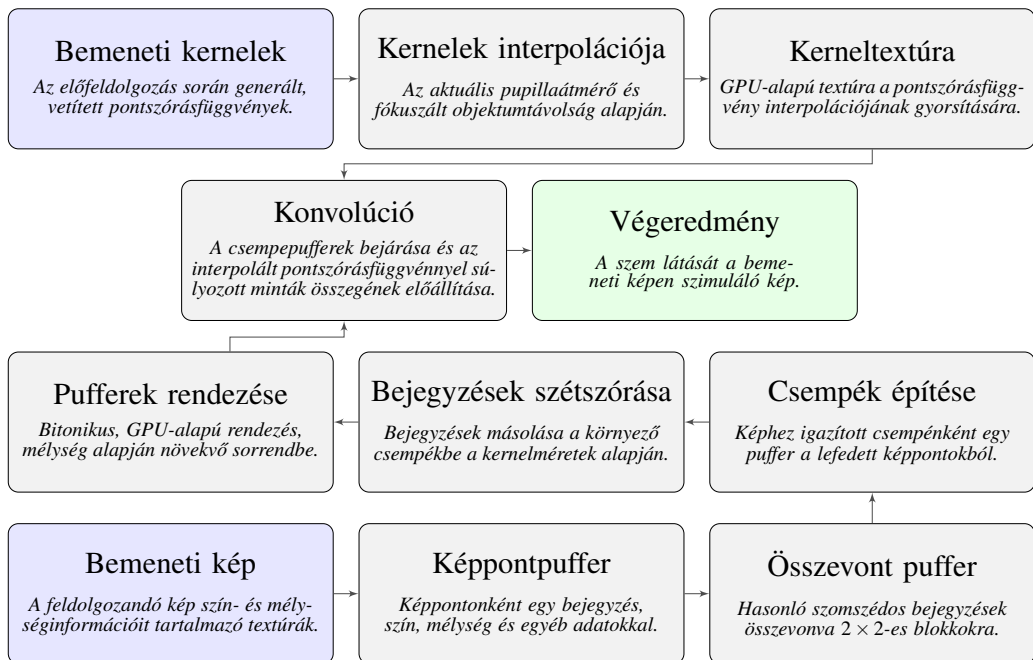 Bemeneti kernelek
Az előfeldolgozás során generált,
vetített pontszórásfüggvények.
Kernelek interpolációja
Az aktuális pupillaátmérő és
fókuszált objektumtávolság alapján.
Kerneltextúra
GPU-alapú textúra a pontszórásfügg-
vény interpolációjának gyorsítására.
Konvolúció
A csempepufferek bejárása és az
interpolált pontszórásfüggvénnyel sú-
lyozott minták összegének előállítása.
Végeredmény
A szem látását a beme-
neti képen szimuláló kép.
Pufferek rendezése
Bitonikus, GPU-alapú rendezés,
mélység alapján növekvő sorrendbe.
Bejegyzések szétszórása
Bejegyzések másolása a környező
csempékbe a kernelméretek alapján.
Csempék építése
Képhez igazított csempénként egy
puffer a lefedett képpontokból.
Bemeneti kép
A feldolgozandó kép szín- és mély-
séginformációit tartalmazó textúrák.
Képpontpuffer
Képpontonként egy bejegyzés,
szín, mélység és egyéb adatokkal.
Összevont puffer
Hasonló szomszédos bejegyzések
összevonva 2 × 2-es blokkokra.